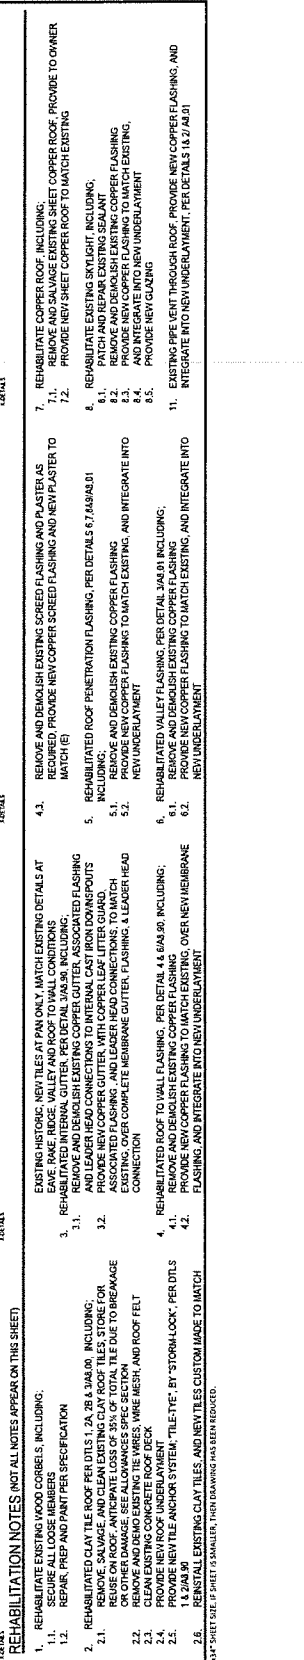 REHABILITATION NOTES (NOT ALL NOTES APPEAR ON THIS SHEET)
1. REHABILITATE EXISTING WOOD CORBELS, INCLUDING;
1.1. SECURE ALL LOOSE MEMBERS
1.2. REPAIR, PREP AND PAINT PER SPECIFICATION
2. REHABILITATED CLAY TILE ROOF PER DTLS 1, 2A, 2B & 3/A8.00, INCLUDING;
2.1. REMOVE, SALVAGE, AND CLEAN EXISTING CLAY ROOF TILES, STORE FOR
REUSE ON ROOF. ANTICIPATE LOSS OF 35% OF TOTAL TILE DUE TO BREAKAGE
OR OTHER DAMAGE, SEE ALLOWANCES SPEC SECTION
2.2. REMOVE AND DEMO EXISTING TIE WIRES, WIRE MESH, AND ROOF FELT
2.3. CLEAN EXISTING CONCRETE ROOF DECK
2.4. PROVIDE NEW ROOF UNDERLAYMENT
2.5. PROVIDE NEW TILE ANCHOR SYSTEM; "TILE-TYE", BY "STORM-LOCK", PER DTLS
1 & 2/A8.90
2.6. REINSTALL EXISTING CLAY TILES, AND NEW TILES CUSTOM MADE TO MATCH
EXISTING HISTORIC, NEW TILES AT PAN ONLY, MATCH EXISTING DETAILS AT
EAVE, RAKE, RIDGE, VALLEY AND ROOF TO WALL CONDITIONS
3. REHABILITATED INTERNAL GUTTER, PER DETAIL 3/A8.90, INCLUDING;
3.1. REMOVE AND DEMOLISH EXISTING COPPER GUTTER, ASSOCIATED FLASHING
AND LEADER HEAD CONNECTIONS TO INTERNAL CAST IRON DOWNSPOUTS
3.2. PROVIDE NEW COPPER GUTTER, WITH COPPER LEAF LITTER GUARD,
ASSOCIATED FLASHING, AND LEADER HEAD CONNECTIONS, TO MATCH
EXISTING, OVER COMPLETE MEMBRANE GUTTER, FLASHING, & LEADER HEAD
CONNECTION
4. REHABILITATED ROOF TO WALL FLASHING, PER DETAIL 4 & 6/A8.90, INCLUDING;
4.1. REMOVE AND DEMOLISH EXISTING COPPER FLASHING
4.2. PROVIDE NEW COPPER FLASHING TO MATCH EXISTING, OVER NEW MEMBRANE
FLASHING, AND INTEGRATE INTO NEW UNDERLAYMENT
4.3. REMOVE AND DEMOLISH EXISTING SCREED FLASHING AND PLASTER AS
REQUIRED, PROVIDE NEW COPPER SCREED FLASHING AND NEW PLASTER TO
MATCH (E)
5. REHABILITATED ROOF PENETRATION FLASHING, PER DETAILS 6,7,8&9/A8.01
INCLUDING;
5.1. REMOVE AND DEMOLISH EXISTING COPPER FLASHING
5.2. PROVIDE NEW COPPER FLASHING TO MATCH EXISTING, AND INTEGRATE INTO
NEW UNDERLAYMENT
6. REHABILITATED VALLEY FLASHING, PER DETAIL 3/A8.01 INCLUDING;
6.1. REMOVE AND DEMOLISH EXISTING COPPER FLASHING
6.2. PROVIDE NEW COPPER FLASHING TO MATCH EXISTING, AND INTEGRATE INTO
NEW UNDERLAYMENT
7. REHABILITATE COPPER ROOF, INCLUDING;
7.1. REMOVE AND SALVAGE EXISTING SHEET COPPER ROOF, PROVIDE TO OWNER
7.2. PROVIDE NEW SHEET COPPER ROOF TO MATCH EXISTING
8. REHABILITATE EXISTING SKYLIGHT, INCLUDING;
8.1. PATCH AND REPAIR EXISTING SEALANT
8.2. REMOVE AND DEMOLISH EXISTING COPPER FLASHING
8.3. PROVIDE NEW COPPER FLASHING TO MATCH EXISTING,
8.4. AND INTEGRATE INTO NEW UNDERLAYMENT
8.5. PROVIDE NEW GLAZING
11. EXISTING PIPE VENT THROUGH ROOF, PROVIDE NEW COPPER FLASHING, AND
INTEGRATE INTO NEW UNDERLAYMENT, PER DETAILS 1 & 2/ A8.01
SHEET SIZE, IF SHEET IS SMALLER, THEN DRAWING HAS BEEN REDUCED.